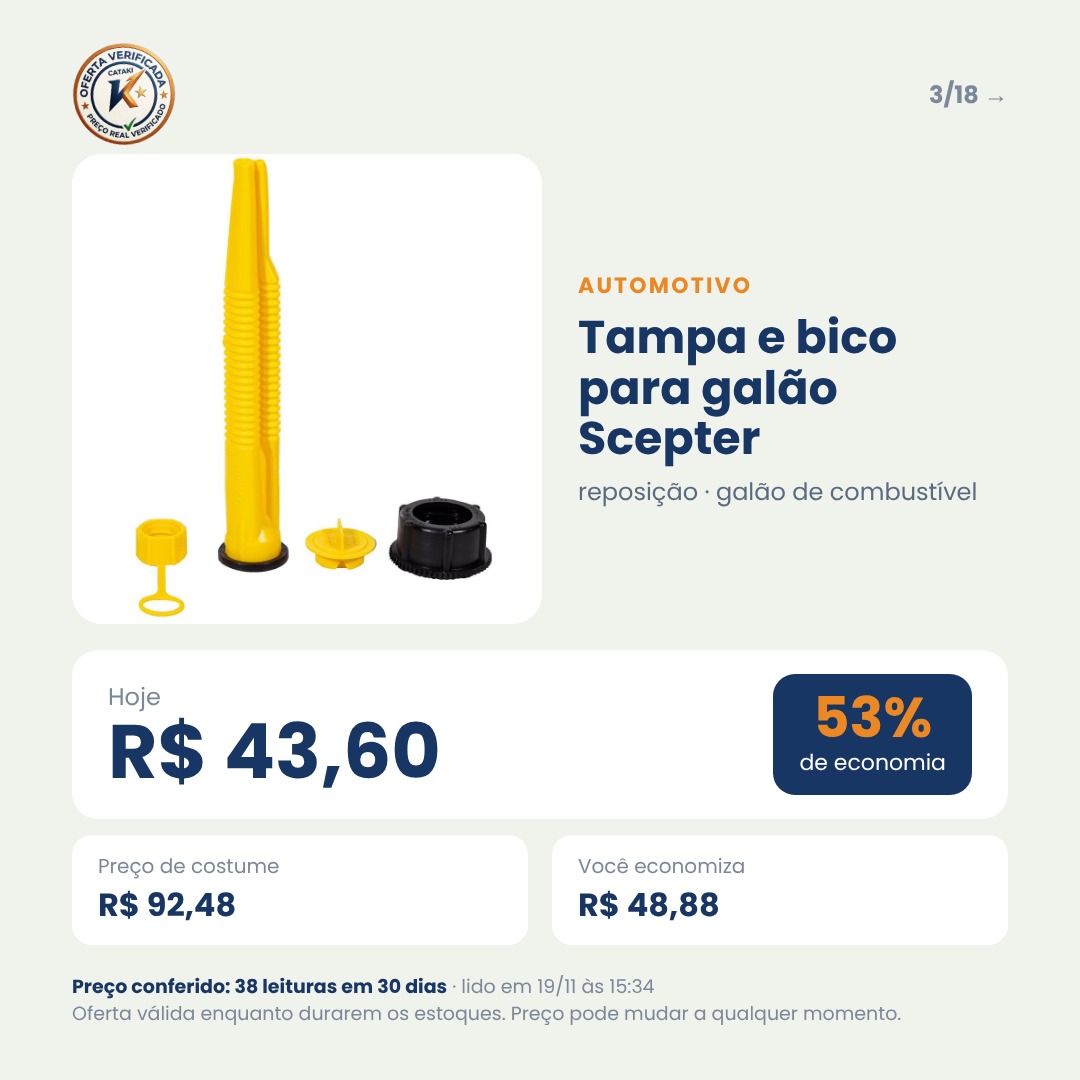 OFERTA VERIFICADA
CATAKI
K
PREÇO REAL VERIFICADO
3/18 →
AUTOMOTIVO
Tampa e bico
para galão
Scepter
reposição · galão de combustível
Hoje
R$ 43,60
53%
de economia
Preço de costume
R$ 92,48
Você economiza
R$ 48,88
Preço conferido: 38 leituras em 30 dias · lido em 19/11 às 15:34
Oferta válida enquanto durarem os estoques. Preço pode mudar a qualquer momento.